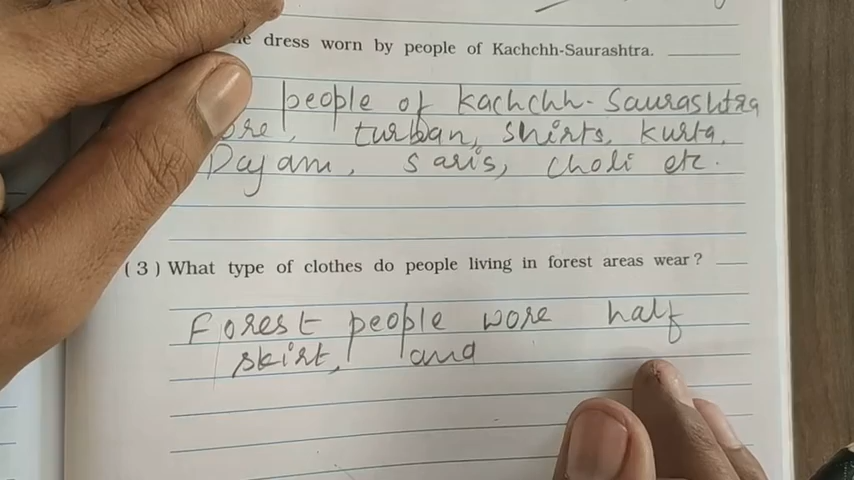 dress worn by people of Kachchh-Saurashtra.
people of Kachchh-Saurashtra
ore, turban, shirts, kurta,
Pajam, saris, choli etc.
(3) What type of clothes do people living in forest areas wear?
Forest people wore half
skirt, and